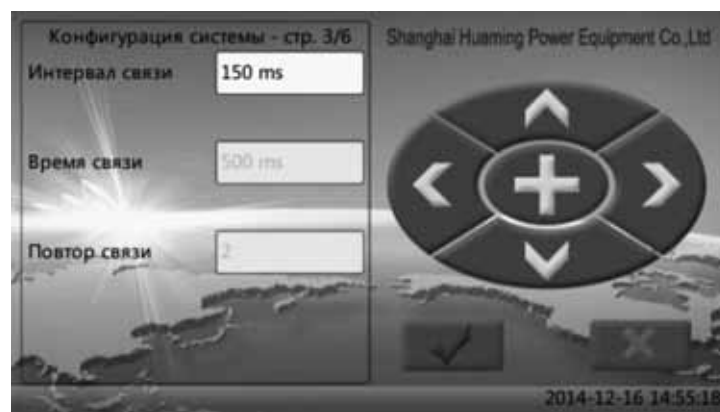 Конфигурация системы - стр. 3/6
Shanghai Huaming Power Equipment Co.,Ltd
Интервал связи 150 ms
Время связи 500 ms
Повтор связи 2
2014-12-16 14:55:18